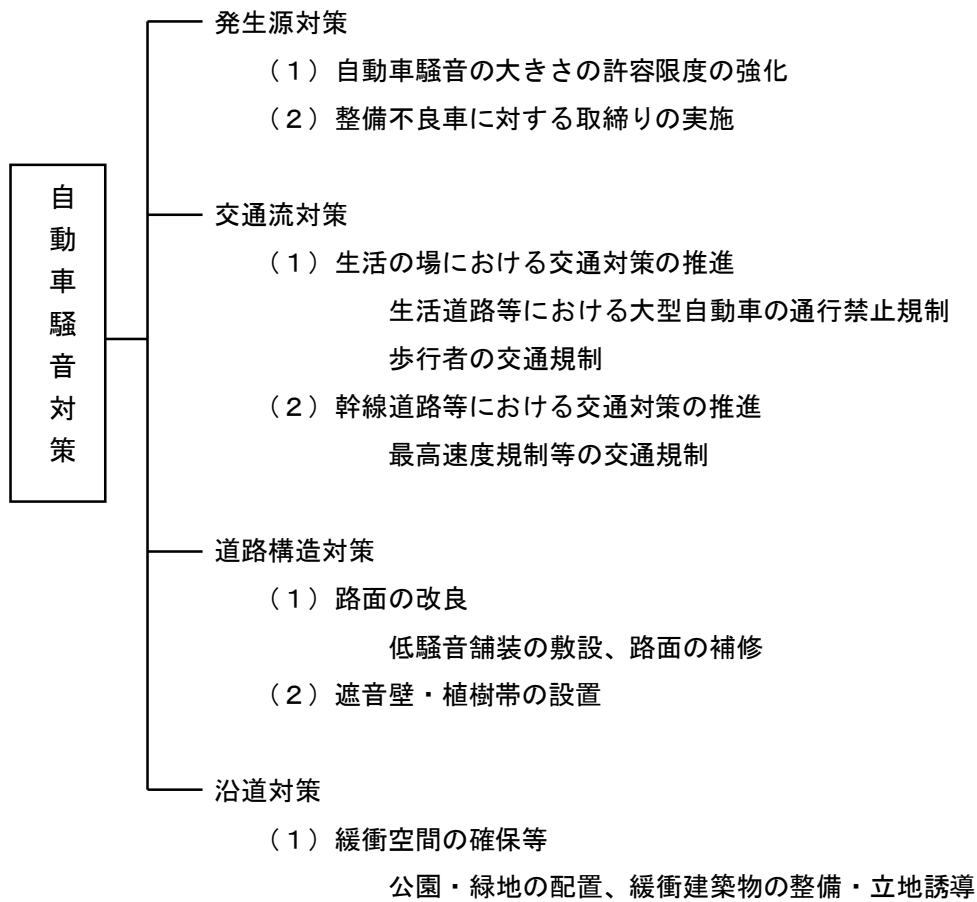 自動車騒音対策
発生源対策
（１）自動車騒音の大きさの許容限度の強化
（２）整備不良車に対する取締りの実施
交通流対策
（１）生活の場における交通対策の推進
生活道路等における大型自動車の通行禁止規制
歩行者の交通規制
（２）幹線道路等における交通対策の推進
最高速度規制等の交通規制
道路構造対策
（１）路面の改良
低騒音舗装の敷設、路面の補修
（２）遮音壁・植樹帯の設置
沿道対策
（１）緩衝空間の確保等
公園・緑地の配置、緩衝建築物の整備・立地誘導